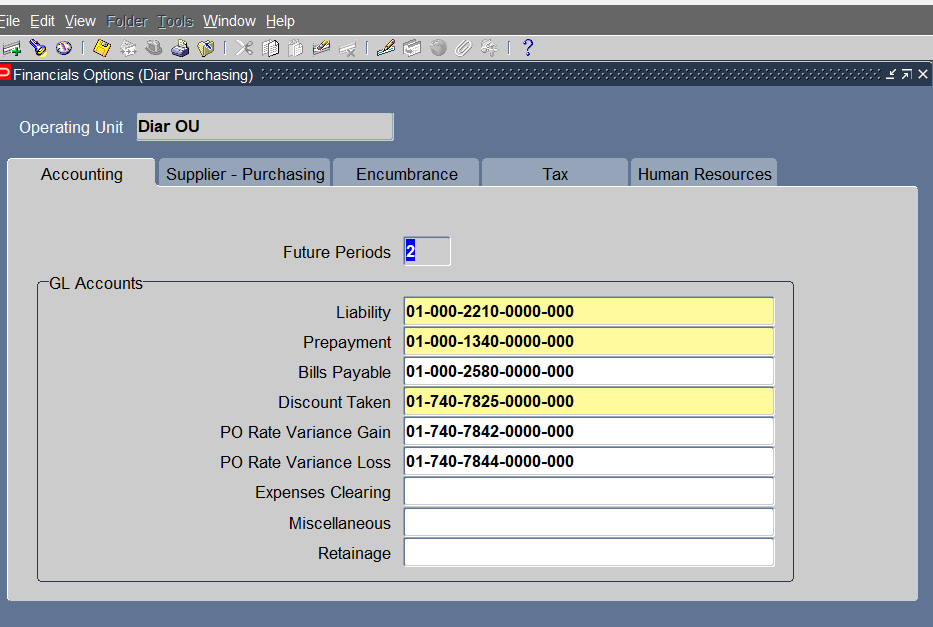 File Edit View Folder Tools Window Help
?
Financials Options (Diar Purchasing)
Operating Unit Diar OU
Accounting Supplier - Purchasing Encumbrance Tax Human Resources
Future Periods 2
GL Accounts
Liability 01-000-2210-0000-000
Prepayment 01-000-1340-0000-000
Bills Payable 01-000-2580-0000-000
Discount Taken 01-740-7825-0000-000
PO Rate Variance Gain 01-740-7842-0000-000
PO Rate Variance Loss 01-740-7844-0000-000
Expenses Clearing
Miscellaneous
Retainage